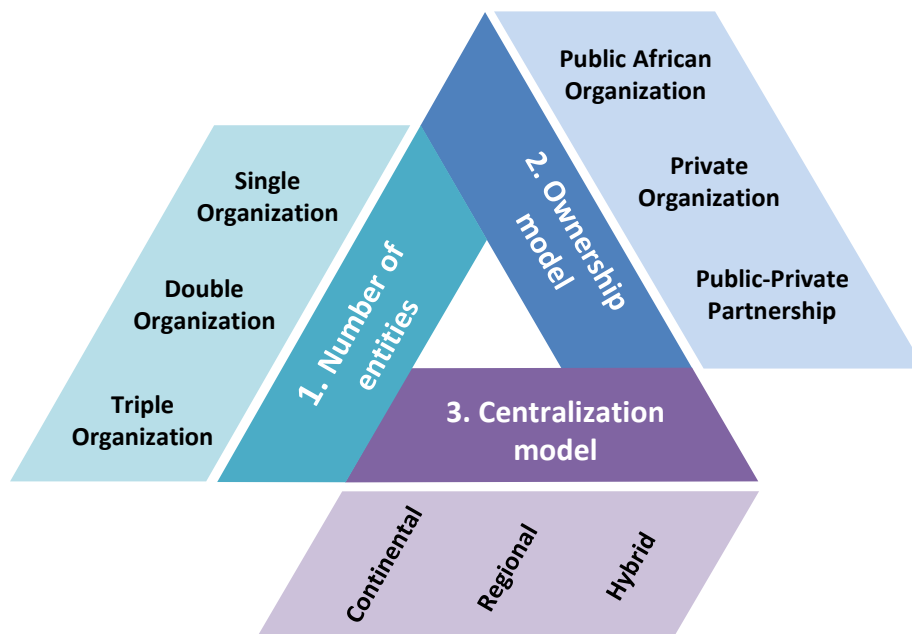 Single
Organization
Double
Organization
Triple
Organization
1. Number of
entities
Public African
Organization
Private
Organization
Public-Private
Partnership
2. Ownership
model
3. Centralization
model
Continental
Regional
Hybrid